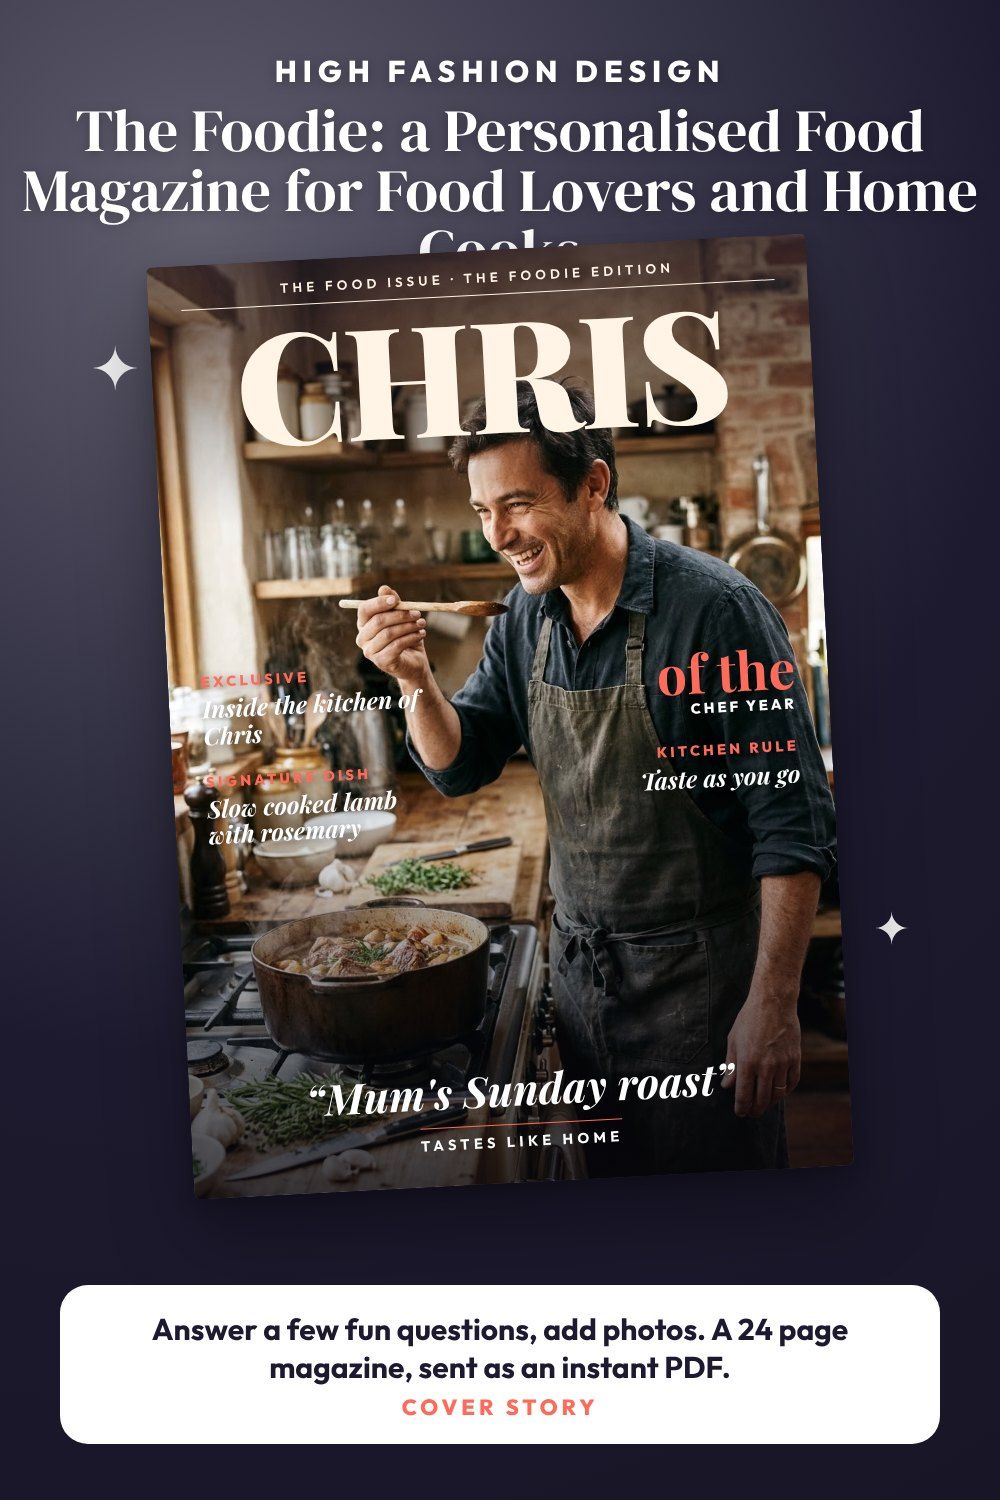 HIGH FASHION DESIGN
The Foodie: a Personalised Food
Magazine for Food Lovers and Home
Cooks
THE FOOD ISSUE · THE FOODIE EDITION
CHRIS
EXCLUSIVE
Inside the kitchen of
Chris
SIGNATURE DISH
Slow cooked lamb
with rosemary
of the
CHEF YEAR
KITCHEN RULE
Taste as you go
“Mum's Sunday roast”
TASTES LIKE HOME
Answer a few fun questions, add photos. A 24 page
magazine, sent as an instant PDF.
COVER STORY